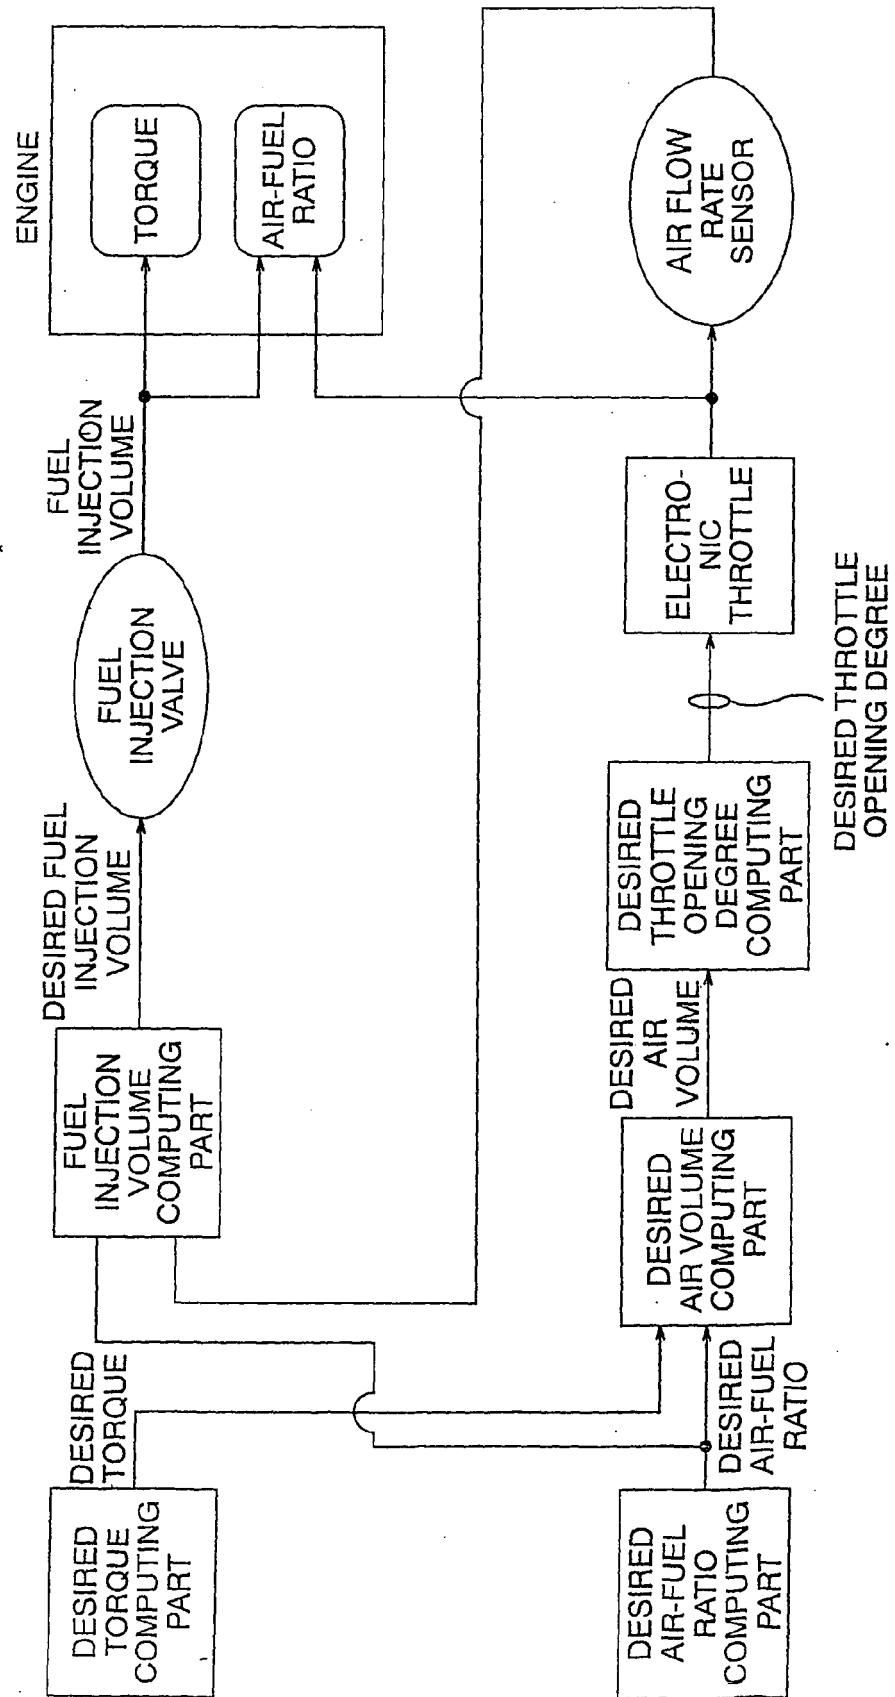 DESIRED
TORQUE
COMPUTING
PART
DESIRED
TORQUE
FUEL
INJECTION
VOLUME
COMPUTING
PART
DESIRED FUEL
INJECTION
VOLUME
FUEL
INJECTION
VALVE
FUEL
INJECTION
VOLUME
ENGINE
TORQUE
AIR-FUEL
RATIO
DESIRED
AIR-FUEL
RATIO
COMPUTING
PART
DESIRED
AIR-FUEL
RATIO
DESIRED
AIR VOLUME
COMPUTING
PART
DESIRED
AIR
VOLUME
DESIRED
THROTTLE
OPENING
DEGREE
COMPUTING
PART
DESIRED THROTTLE
OPENING DEGREE
ELECTRO-
NIC
THROTTLE
AIR FLOW
RATE
SENSOR